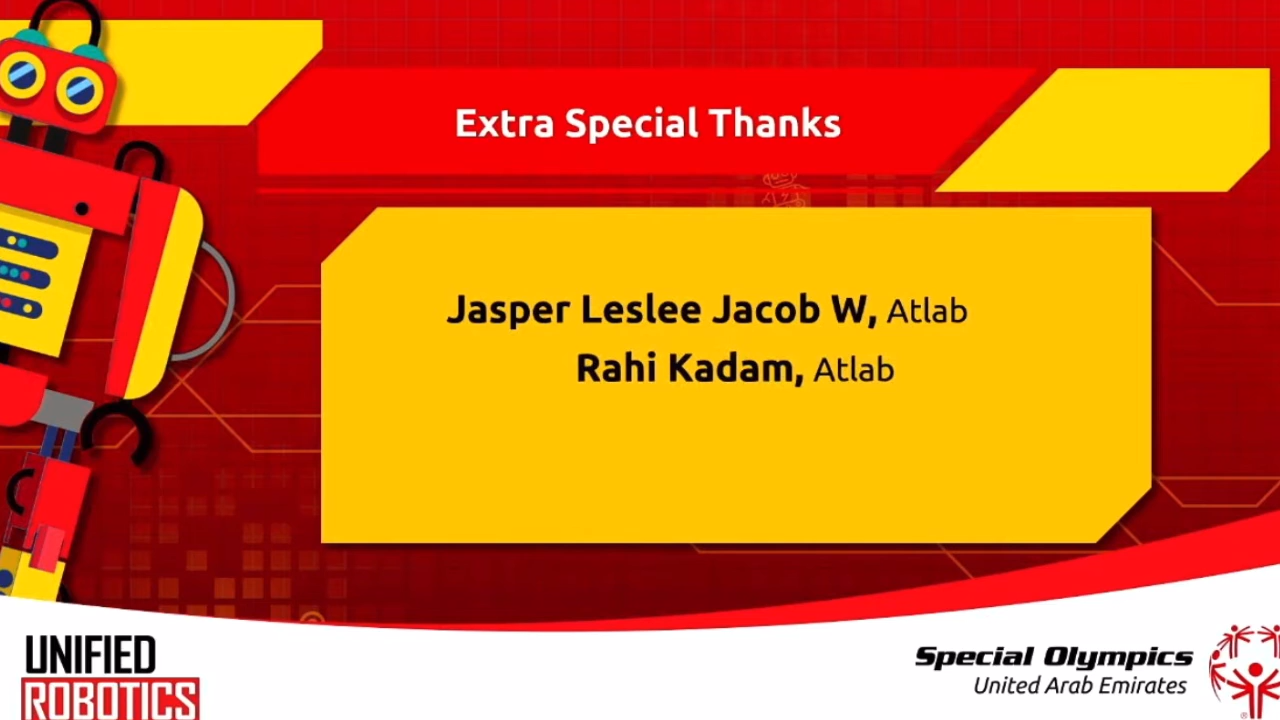 Extra Special Thanks
Jasper Leslee Jacob W, Atlab
Rahi Kadam, Atlab
UNIFIED
ROBOTICS
Special Olympics
United Arab Emirates
®